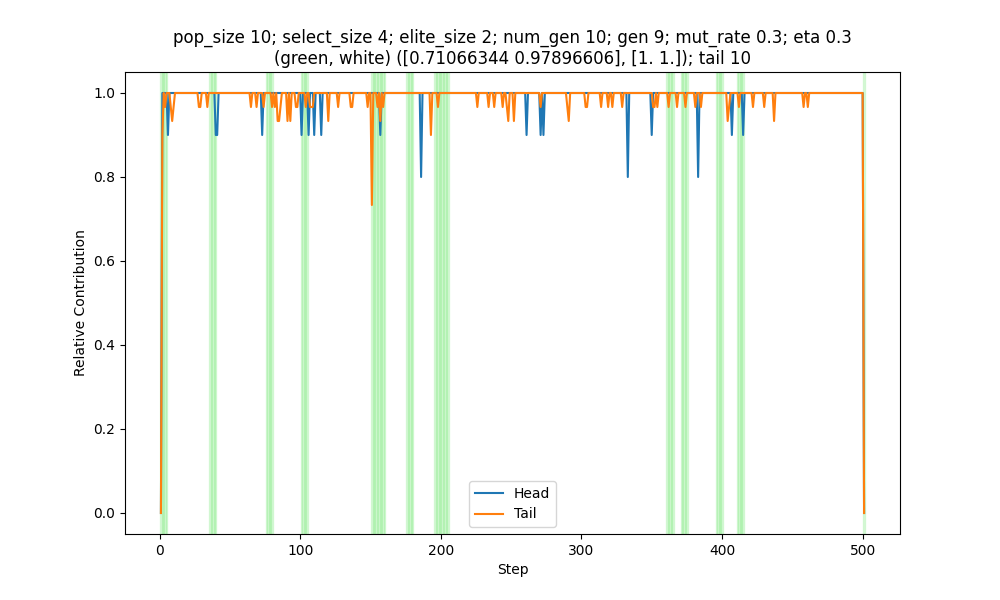 pop_size 10; select_size 4; elite_size 2; num_gen 10; gen 9; mut_rate 0.3; eta 0.3
(green, white) ([0.71066344 0.97896606], [1. 1.]); tail 10
1.0
0.8
0.6
0.4
0.2
0.0
Relative Contribution
Head
Tail
0
100
200
300
400
500
Step